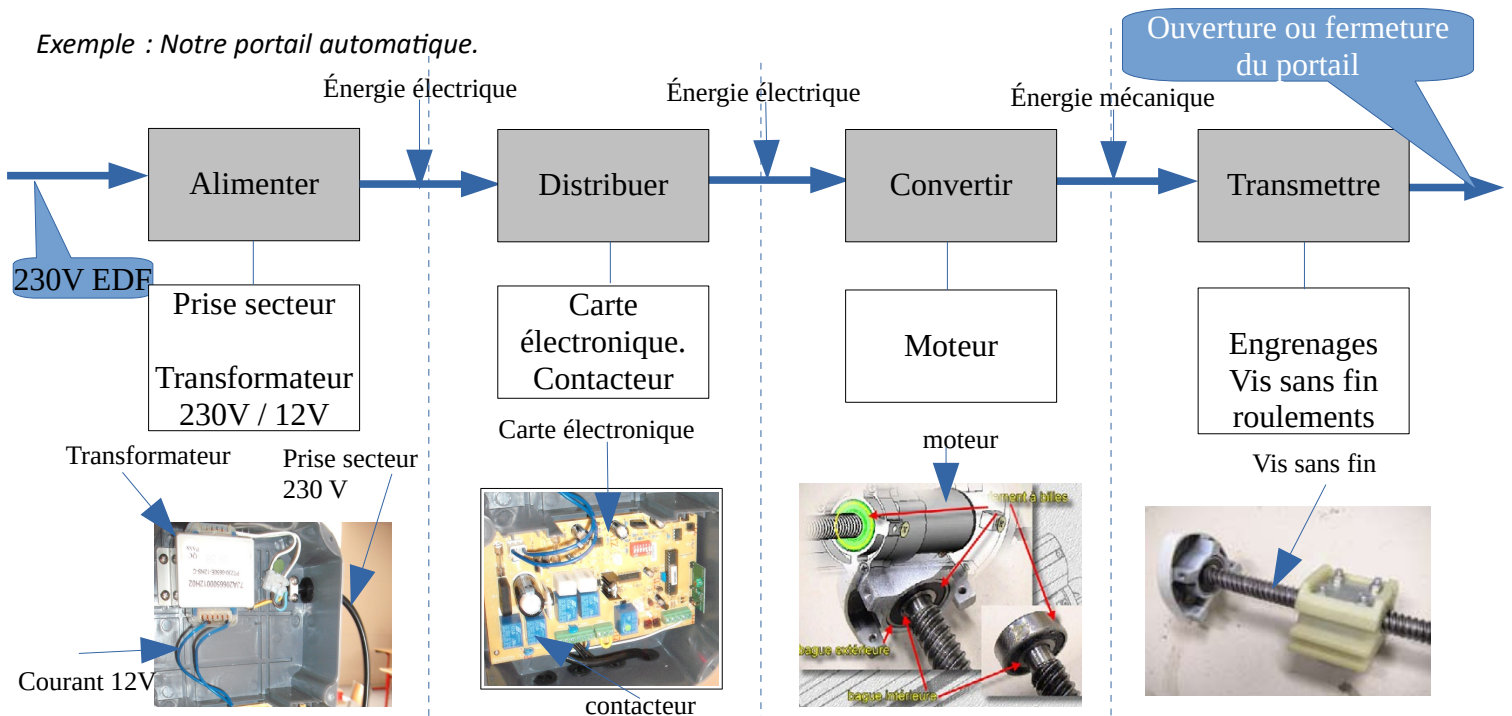 Exemple : Notre portail automatique.
Ouverture ou fermeture
du portail
Énergie électrique
Énergie électrique
Énergie mécanique
Alimenter
Distribuer
Convertir
Transmettre
230V EDF
Prise secteur
Transformateur
230V / 12V
Carte
électronique.
Contacteur
Moteur
Engrenages
Vis sans fin
roulements
Transformateur
Prise secteur
230 V
Courant 12V
Carte électronique
contacteur
moteur
bague extérieure
bague intérieure
Vis sans fin